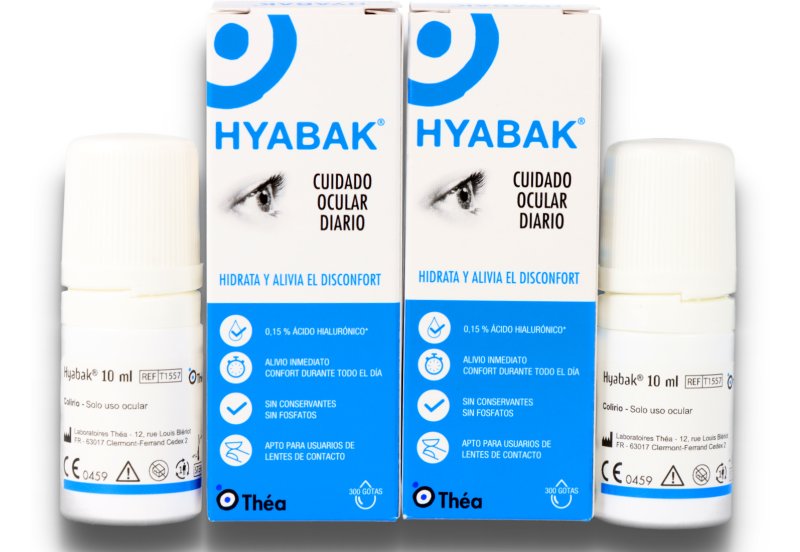 HYABAK®
CUIDADO
OCULAR
DIARIO
HIDRATA Y ALIVIA EL DISCONFORT
0,15 % ÁCIDO HIALURÓNICO*
ALIVIO INMEDIATO
CONFORT DURANTE TODO EL DÍA
SIN CONSERVANTES
SIN FOSFATOS
APTO PARA USUARIOS DE
LENTES DE CONTACTO
Théa
300 GOTAS
HYABAK®
CUIDADO
OCULAR
DIARIO
HIDRATA Y ALIVIA EL DISCONFORT
0,15 % ÁCIDO HIALURÓNICO*
ALIVIO INMEDIATO
CONFORT DURANTE TODO EL DÍA
SIN CONSERVANTES
SIN FOSFATOS
APTO PARA USUARIOS DE
LENTES DE CONTACTO
Théa
300 GOTAS
Hyabak® 10 ml REF T1557 Théa
Colirio - Solo uso ocular
Laboratoires Théa - 12, rue Louis Blériot
FR - 63017 Clermont-Ferrand Cedex 2
CE 0459
Hyabak® 10 ml REF T1557
Colirio - Solo uso ocular
Laboratoires Théa - 12, rue Louis Blériot
FR - 63017 Clermont-Ferrand Cedex 2
CE 0459